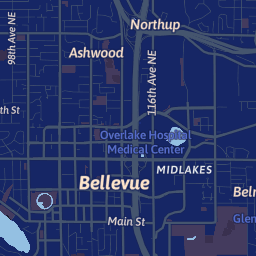 Northup
Ashwood
98th Ave NE
116th Ave NE
th St
Overlake Hospital
Medical Center
MIDLAKES
Bellevue
Bel
Main St
Glen